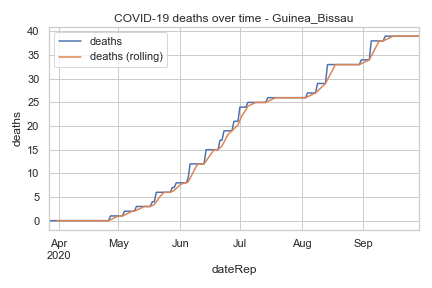 COVID-19 deaths over time - Guinea_Bissau
deaths
deaths (rolling)
40
35
30
25
20
15
10
5
0
deaths
Apr
2020
May
Jun
Jul
Aug
Sep
dateRep